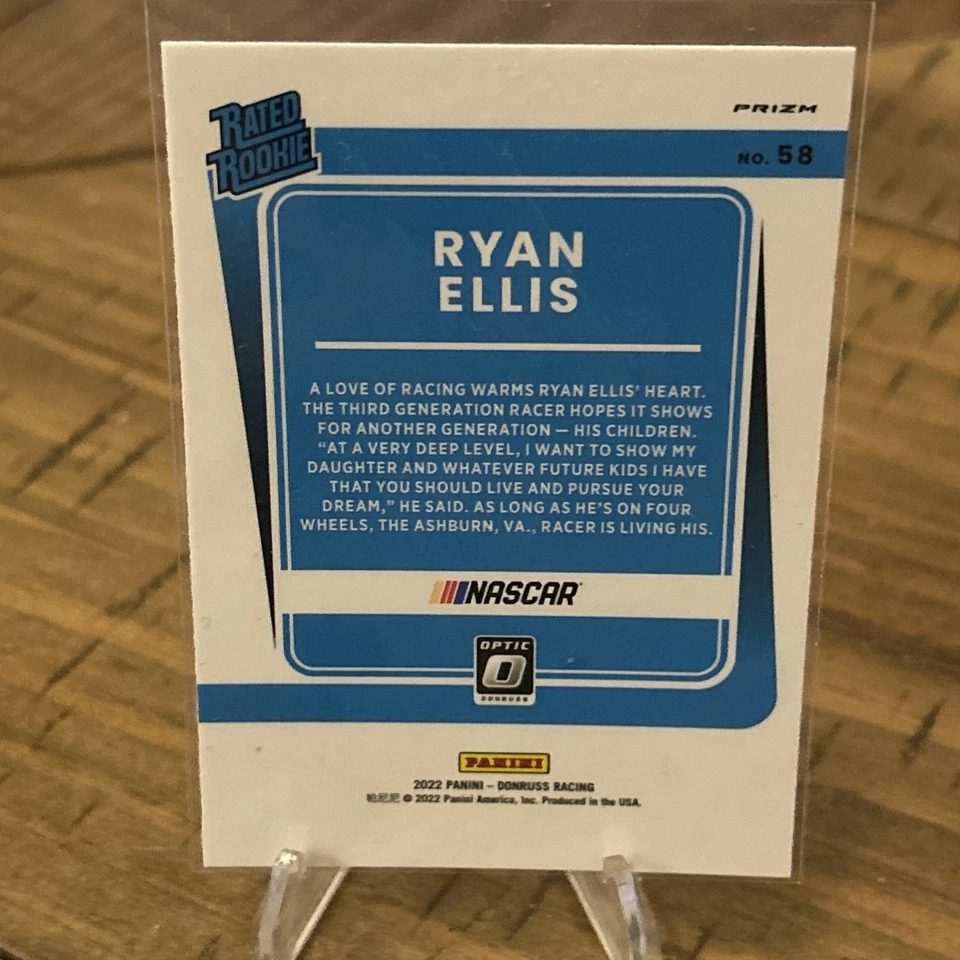 RATED
ROOKIE
PRIZM
NO. 58
RYAN
ELLIS
A LOVE OF RACING WARMS RYAN ELLIS' HEART.
THE THIRD GENERATION RACER HOPES IT SHOWS
FOR ANOTHER GENERATION — HIS CHILDREN.
"AT A VERY DEEP LEVEL, I WANT TO SHOW MY
DAUGHTER AND WHATEVER FUTURE KIDS I HAVE
THAT YOU SHOULD LIVE AND PURSUE YOUR
DREAM," HE SAID. AS LONG AS HE'S ON FOUR
WHEELS, THE ASHBURN, VA., RACER IS LIVING HIS.
NASCAR
OPTIC
O
DONRUSS
PANINI
2022 PANINI – DONRUSS RACING
© 2022 Panini America, Inc. Produced in the USA.